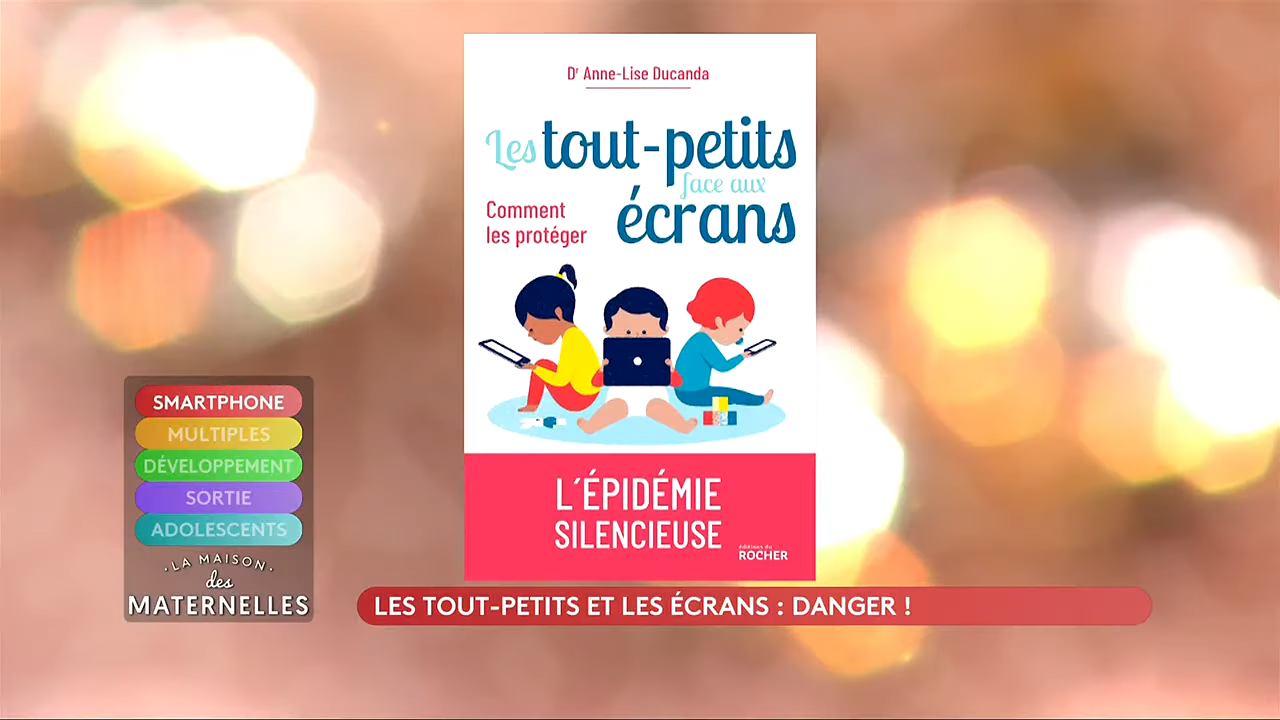 Dr Anne-Lise Ducanda
Les tout-petits
face aux
écrans
Comment
les protéger
L'ÉPIDÉMIE
SILENCIEUSE
éditions du
ROCHER
SMARTPHONE
MULTIPLES
DÉVELOPPEMENT
SORTIE
ADOLESCENTS
·LA MAISON·
des
MATERNELLES
LES TOUT-PETITS ET LES ÉCRANS : DANGER !